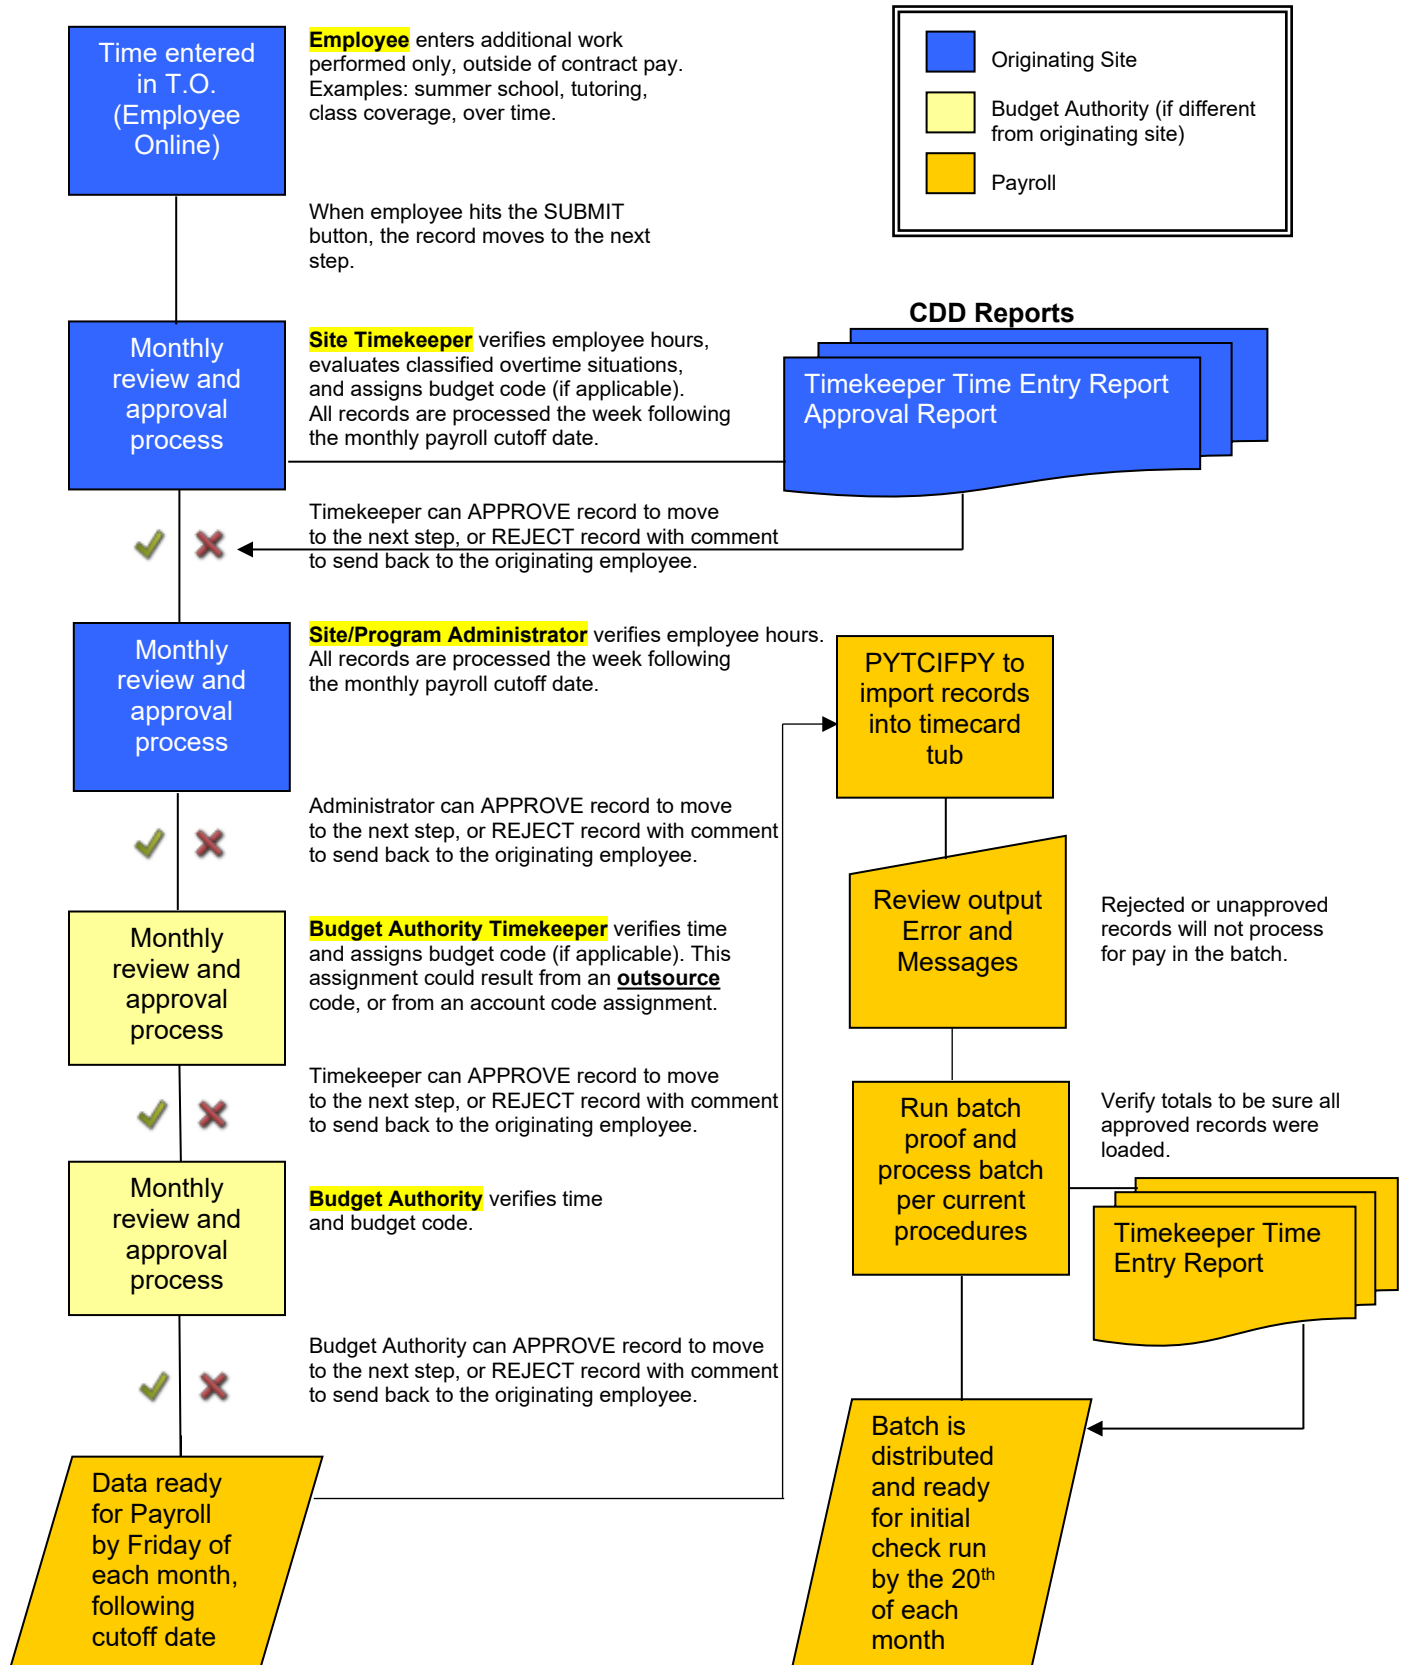 Time entered
in T.O.
(Employee
Online)
Employee enters additional work
performed only, outside of contract pay.
Examples: summer school, tutoring,
class coverage, over time.
Originating Site
Budget Authority (if different
from originating site)
Payroll
When employee hits the SUBMIT
button, the record moves to the next
step.
Monthly
review and
approval
process
Site Timekeeper verifies employee hours,
evaluates classified overtime situations,
and assigns budget code (if applicable).
All records are processed the week following
the monthly payroll cutoff date.
CDD Reports
Timekeeper Time Entry Report
Approval Report
Timekeeper can APPROVE record to move
to the next step, or REJECT record with comment
to send back to the originating employee.
Monthly
review and
approval
process
Site/Program Administrator verifies employee hours.
All records are processed the week following
the monthly payroll cutoff date.
Administrator can APPROVE record to move
to the next step, or REJECT record with comment
to send back to the originating employee.
Monthly
review and
approval
process
Budget Authority Timekeeper verifies time
and assigns budget code (if applicable). This
assignment could result from an outsource
code, or from an account code assignment.
Timekeeper can APPROVE record to move
to the next step, or REJECT record with comment
to send back to the originating employee.
Monthly
review and
approval
process
Budget Authority verifies time
and budget code.
Budget Authority can APPROVE record to move
to the next step, or REJECT record with comment
to send back to the originating employee.
Data ready
for Payroll
by Friday of
each month,
following
cutoff date
PYTCIFPY to
import records
into timecard
tub
Review output
Error and
Messages
Rejected or unapproved
records will not process
for pay in the batch.
Run batch
proof and
process batch
per current
procedures
Verify totals to be sure all
approved records were
loaded.
Timekeeper Time
Entry Report
Batch is
distributed
and ready
for initial
check run
by the 20th
of each
month